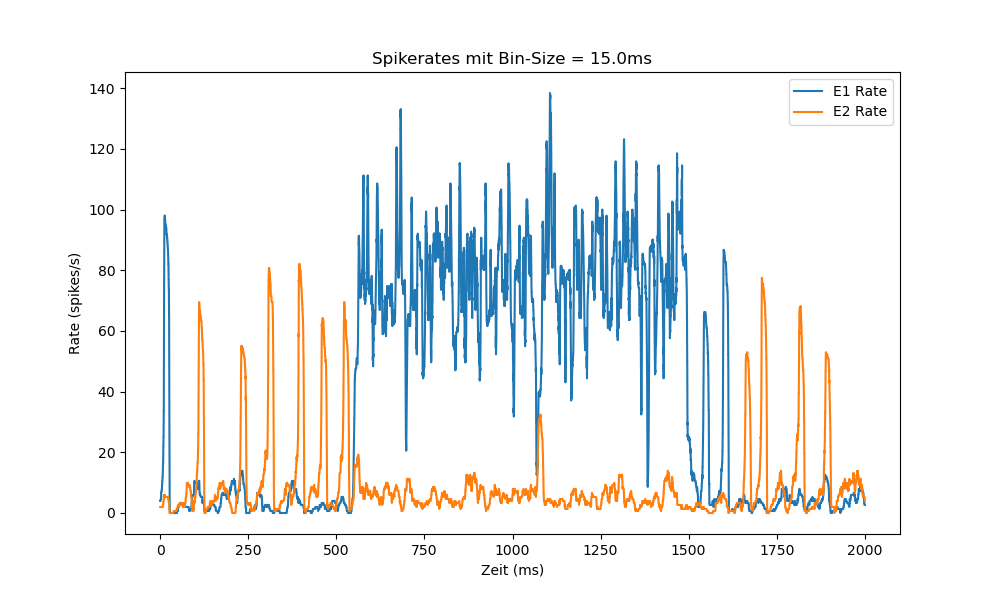 Spikerates mit Bin-Size = 15.0ms
E1 Rate
E2 Rate
140
120
100
80
60
40
20
0
Rate (spikes/s)
0 250 500 750 1000 1250 1500 1750 2000
Zeit (ms)